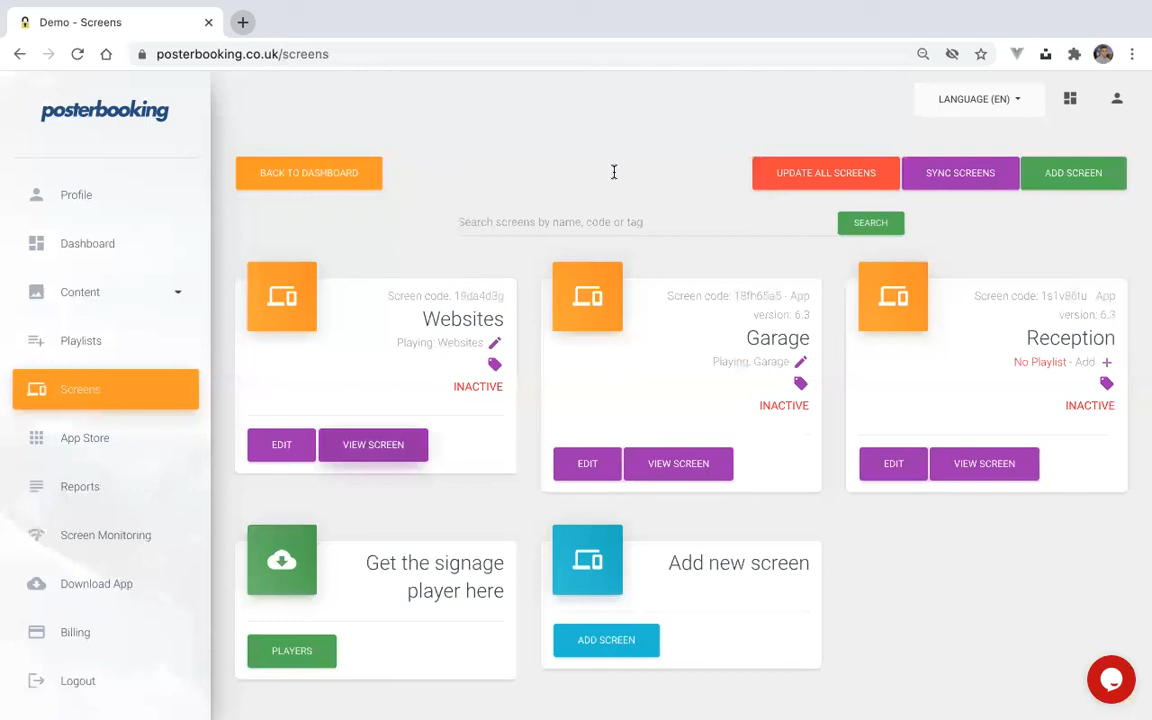 Demo - Screens
posterbooking.co.uk/screens
posterbooking
LANGUAGE (EN)
Profile
Dashboard
Content
Playlists
Screens
App Store
Reports
Screen Monitoring
Download App
Billing
Logout
BACK TO DASHBOARD
UPDATE ALL SCREENS
SYNC SCREENS
ADD SCREEN
Search screens by name, code or tag
SEARCH
Screen code: 19da4d3g
Websites
Playing: Websites
INACTIVE
EDIT
VIEW SCREEN
Screen code: 18fh65a5 - App
version: 6.3
Garage
Playing: Garage
INACTIVE
EDIT
VIEW SCREEN
Screen code: 1s1v86tu App
version: 6.3
Reception
No Playlist - Add
INACTIVE
EDIT
VIEW SCREEN
Get the signage
player here
PLAYERS
Add new screen
ADD SCREEN